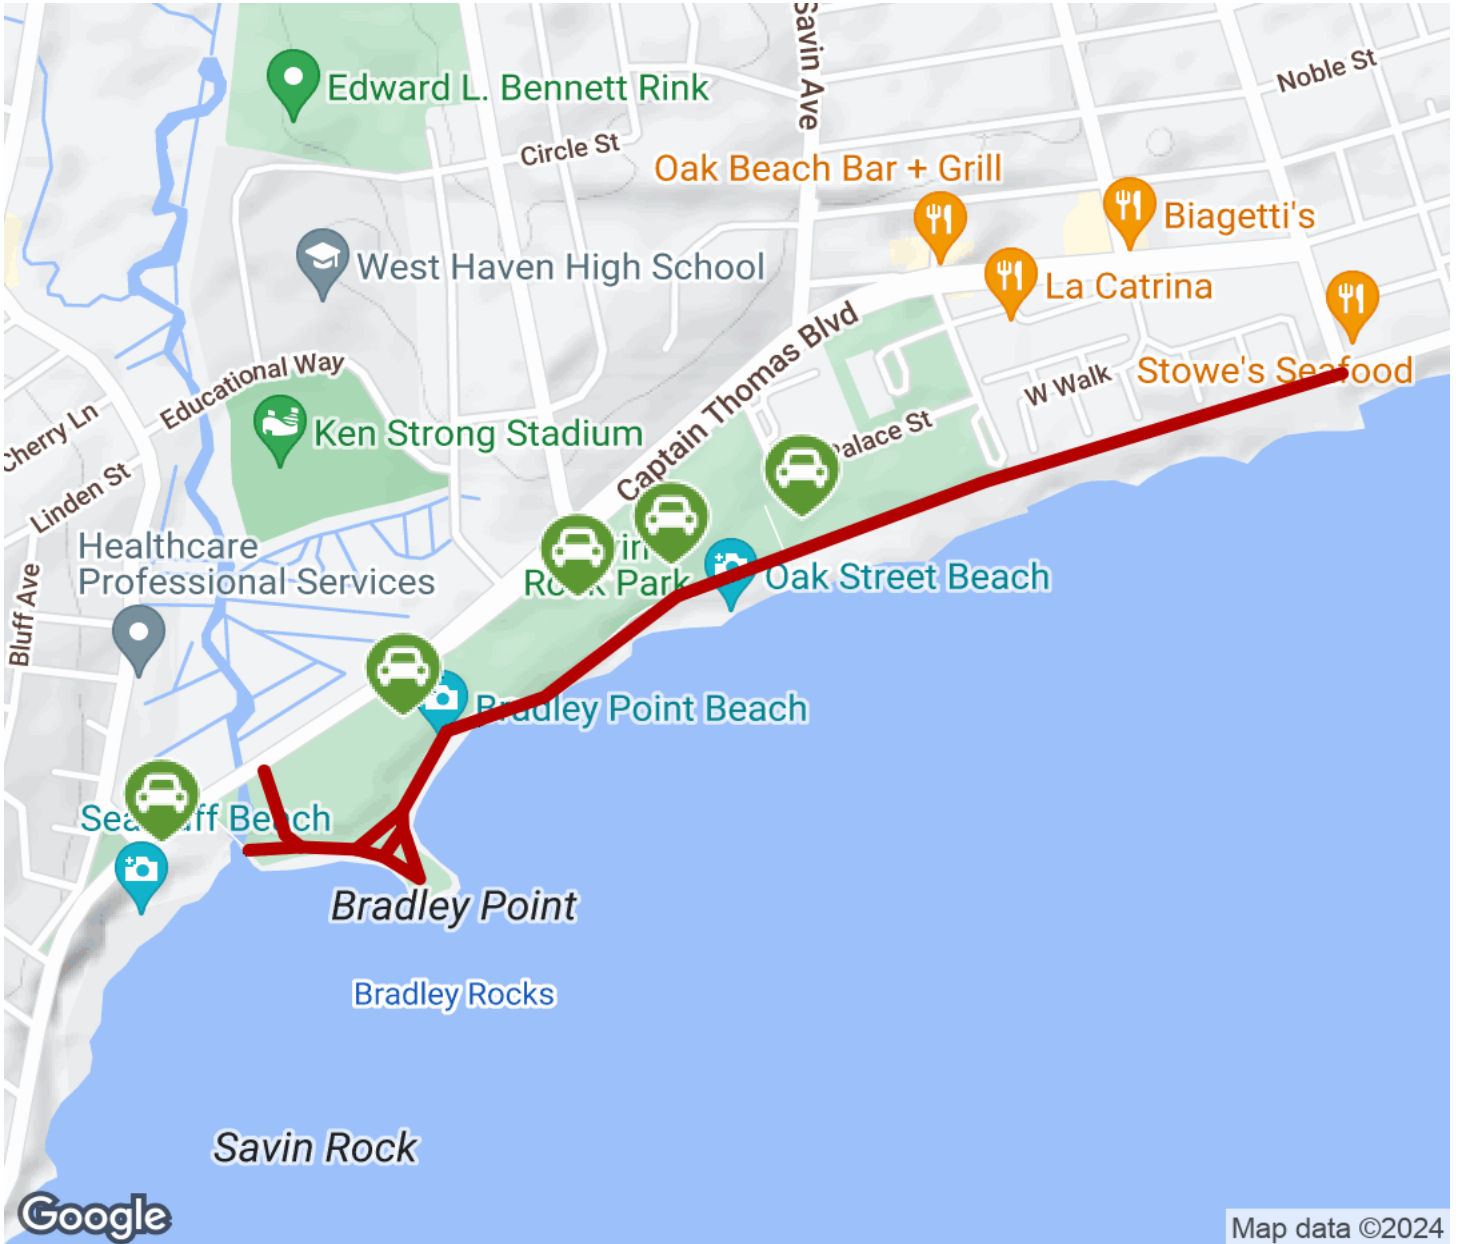 Savin Ave
Noble St
Edward L. Bennett Rink
Circle St
Oak Beach Bar + Grill
Biagetti's
West Haven High School
La Catrina
Captain Thomas Blvd
Educational Way
Stowe's Seafood
W Walk
Cherry Ln
Ken Strong Stadium
Palace St
Linden St
Healthcare
Professional Services
Rock Park
Oak Street Beach
Bluff Ave
Bradley Point Beach
Beach
Bradley Point
Bradley Rocks
Savin Rock
Google
Map data ©2024